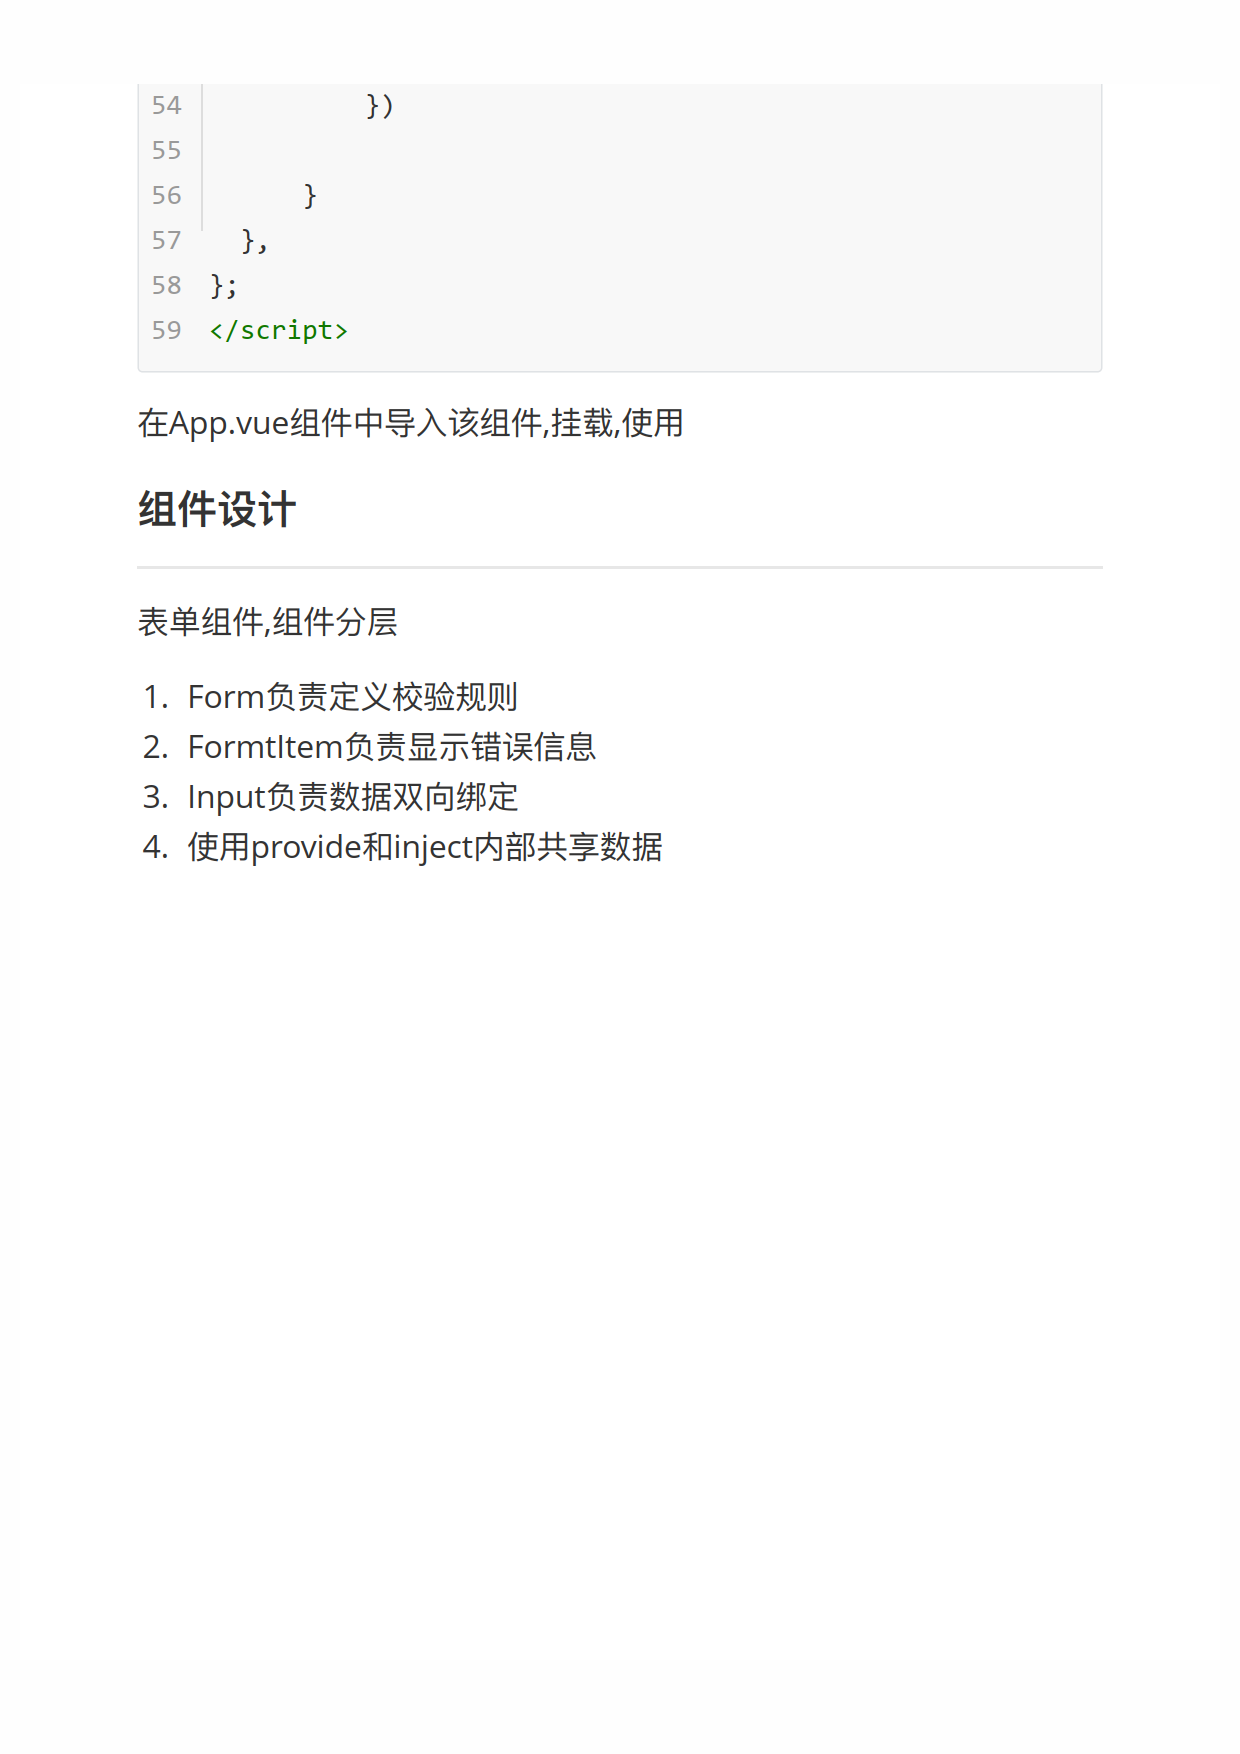 54 })
55
56 }
57 },
58 };
59 </script>
在App.vue组件中导入该组件,挂载,使用
组件设计
表单组件,组件分层
1. Form负责定义校验规则
2. FormtItem负责显示错误信息
3. Input负责数据双向绑定
4. 使用provide和inject内部共享数据